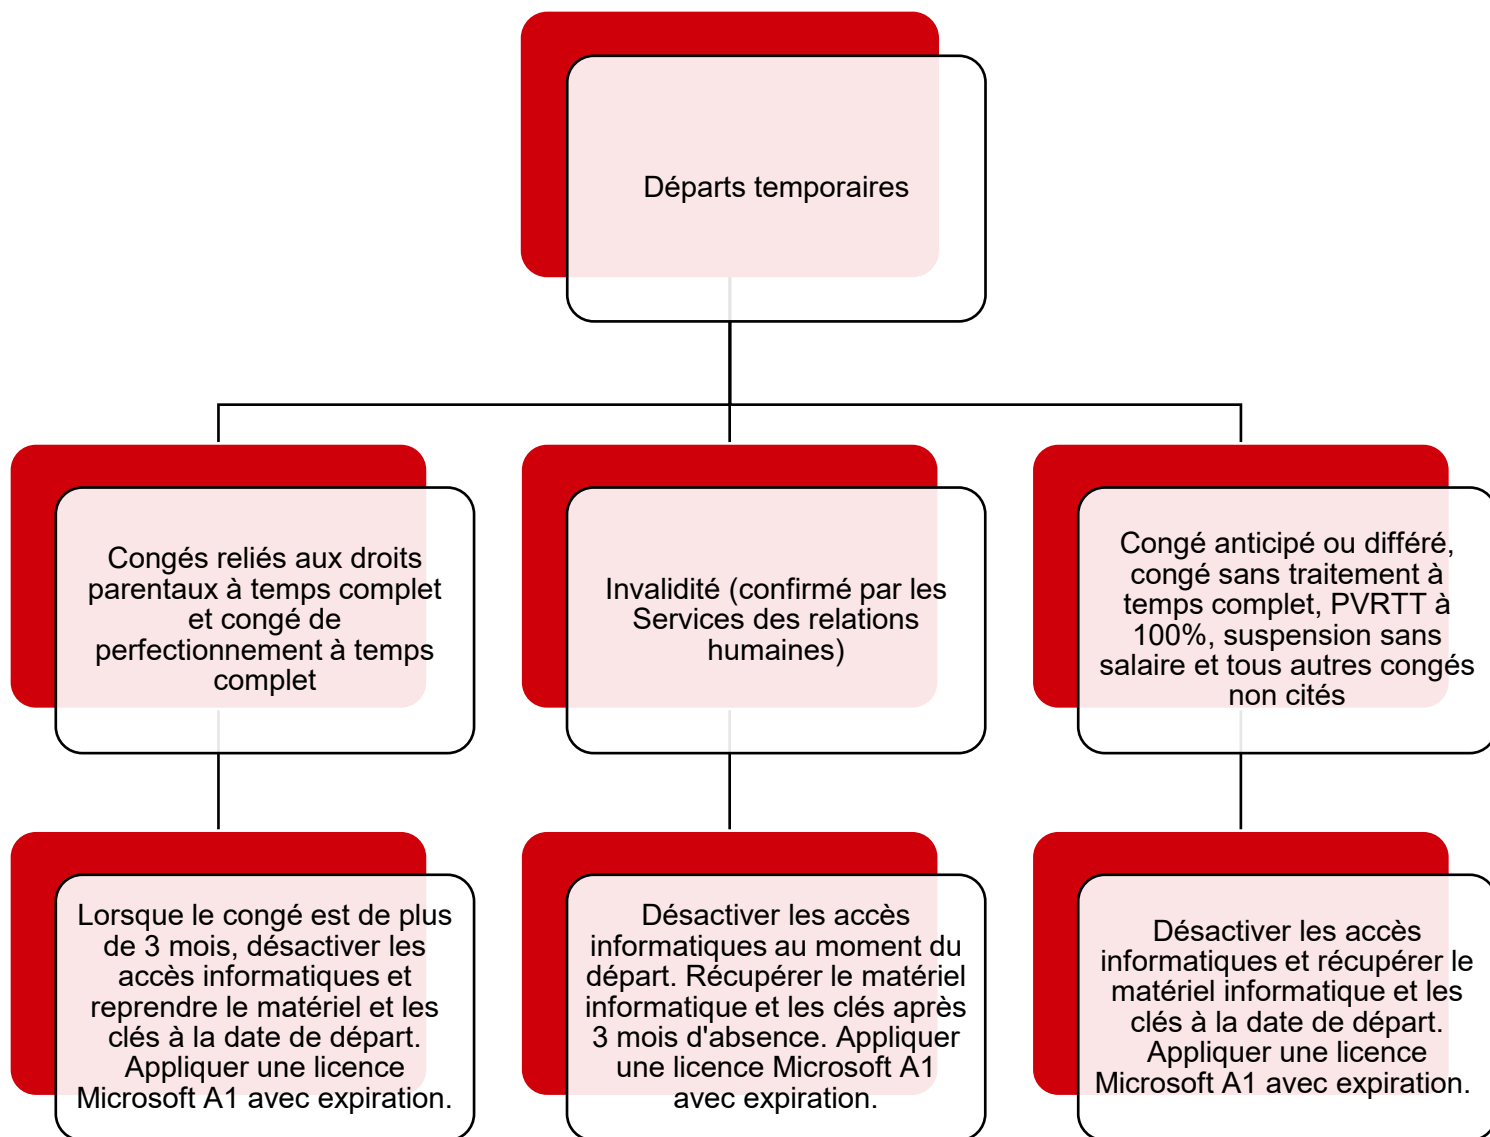 Départs temporaires
Congés reliés aux droits
parentaux à temps complet
et congé de
perfectionnement à temps
complet
Invalidité (confirmé par les
Services des relations
humaines)
Congé anticipé ou différé,
congé sans traitement à
temps complet, PVRTT à
100%, suspension sans
salaire et tous autres congés
non cités
Lorsque le congé est de plus
de 3 mois, désactiver les
accès informatiques et
reprendre le matériel et les
clés à la date de départ.
Appliquer une licence
Microsoft A1 avec expiration.
Désactiver les accès
informatiques au moment du
départ. Récupérer le matériel
informatique et les clés après
3 mois d'absence. Appliquer
une licence Microsoft A1
avec expiration.
Désactiver les accès
informatiques et récupérer le
matériel informatique et les
clés à la date de départ.
Appliquer une licence
Microsoft A1 avec expiration.